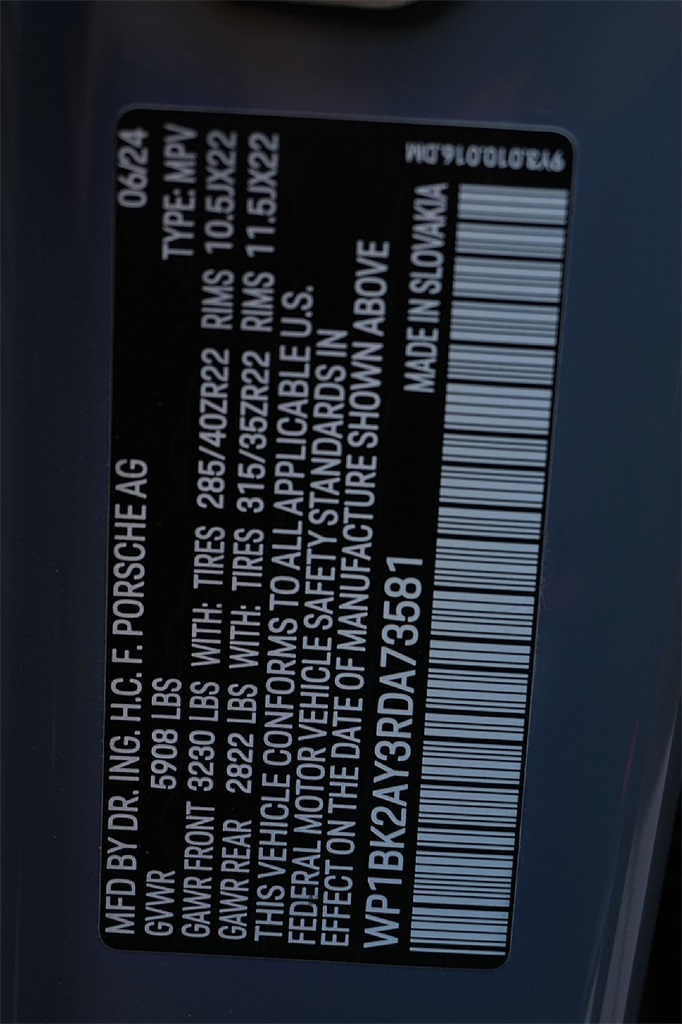 MFD BY DR. ING. H.C. F. PORSCHE AG 06/24
GVWR 5908 LBS TYPE: MPV
GAWR FRONT 3230 LBS WITH: TIRES 285/40ZR22 RIMS 10.5JX22
GAWR REAR 2822 LBS WITH: TIRES 315/35ZR22 RIMS 11.5JX22
THIS VEHICLE CONFORMS TO ALL APPLICABLE U.S.
FEDERAL MOTOR VEHICLE SAFETY STANDARDS IN
EFFECT ON THE DATE OF MANUFACTURE SHOWN ABOVE
WP1BK2AY3RDA73581 MADE IN SLOVAKIA
9Y3.010.016.DM